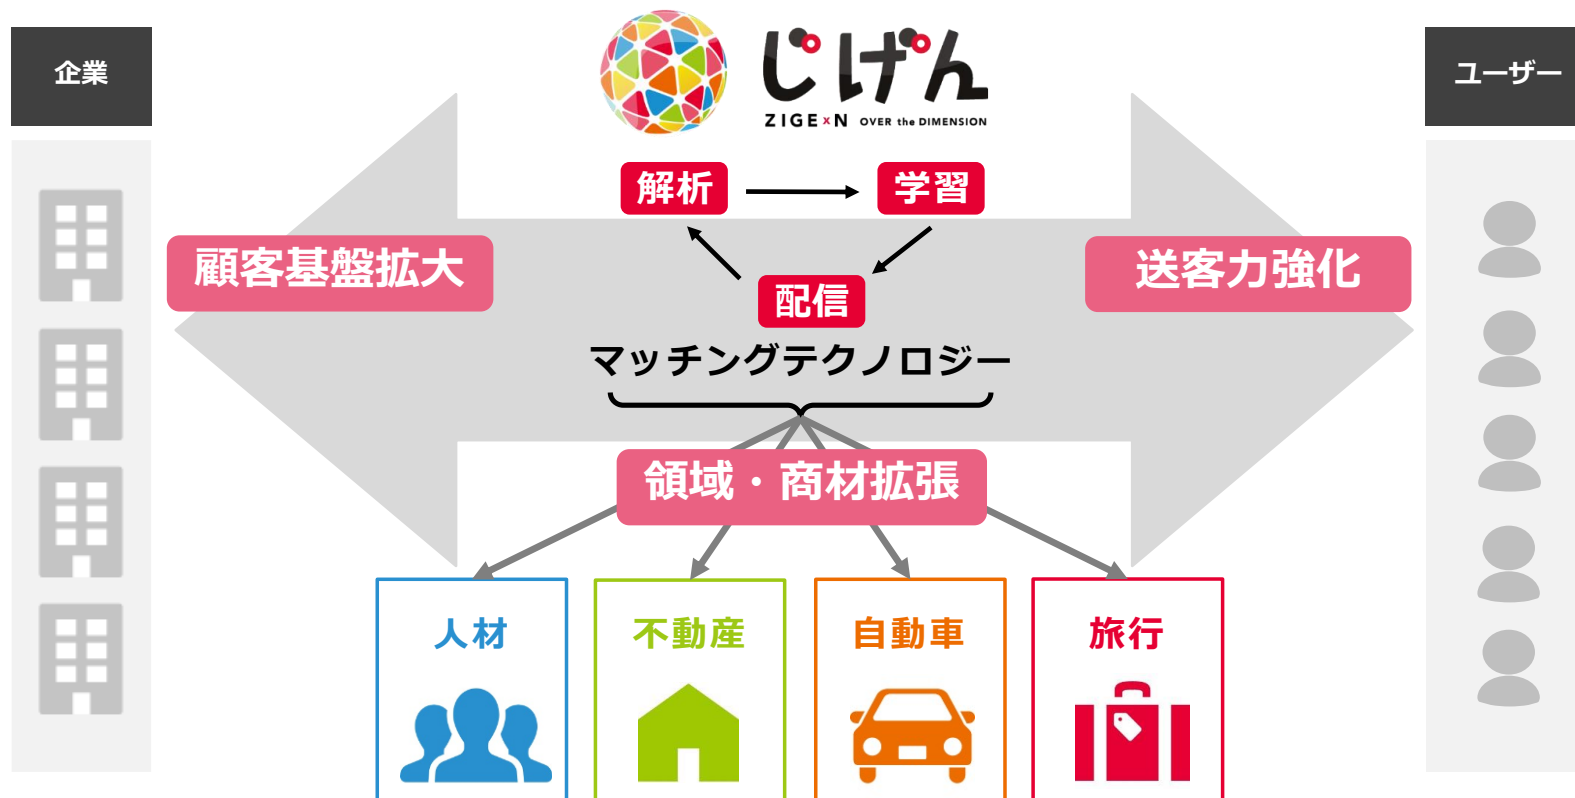 企業
じげん
ZIGExN OVER the DIMENSION
ユーザー
解析
学習
顧客基盤拡大
送客力強化
配信
マッチングテクノロジー
領域・商材拡張
人材
不動産
自動車
旅行